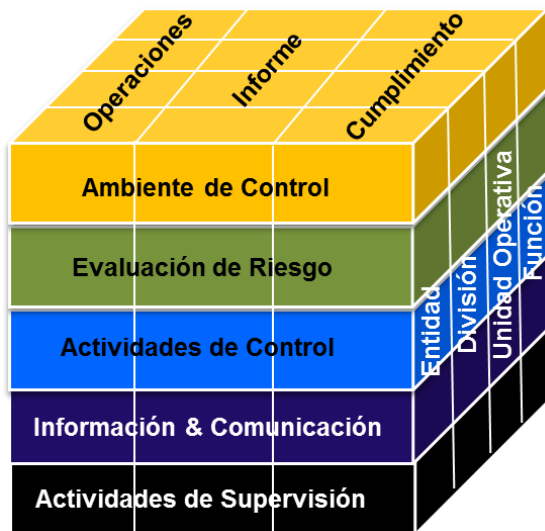 Operaciones
Informe
Cumplimiento
Ambiente de Control
Evaluación de Riesgo
Actividades de Control
Información & Comunicación
Actividades de Supervisión
Entidad
División
Unidad Operativa
Función